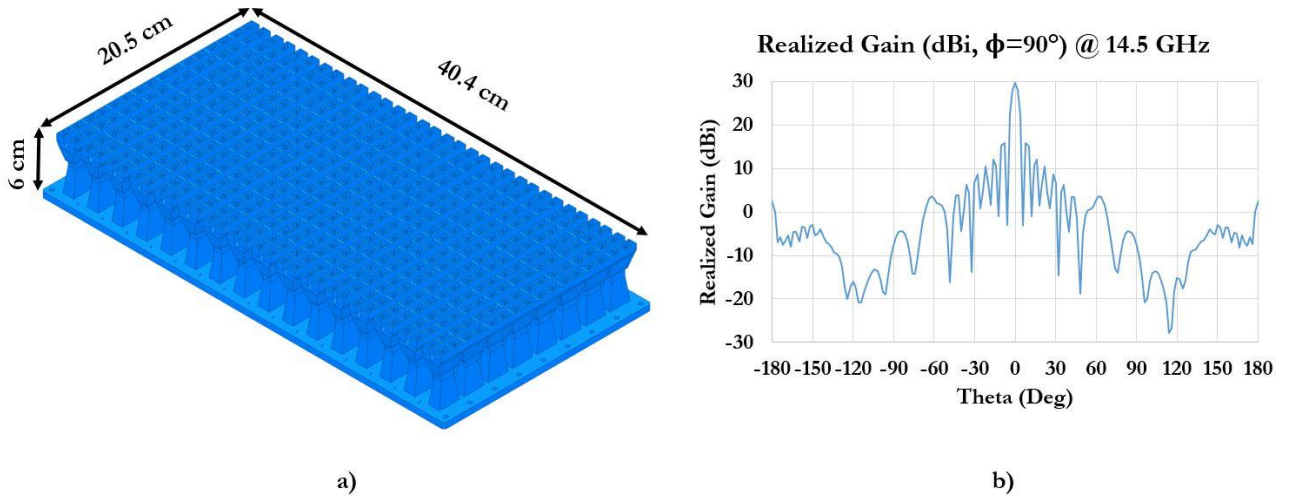 20.5 cm
40.4 cm
6 cm
a)
Realized Gain (dBi, ϕ=90°) @ 14.5 GHz
Realized Gain (dBi)
30
20
10
0
-10
-20
-30
-180 -150 -120 -90 -60 -30 0 30 60 90 120 150 180
Theta (Deg)
b)